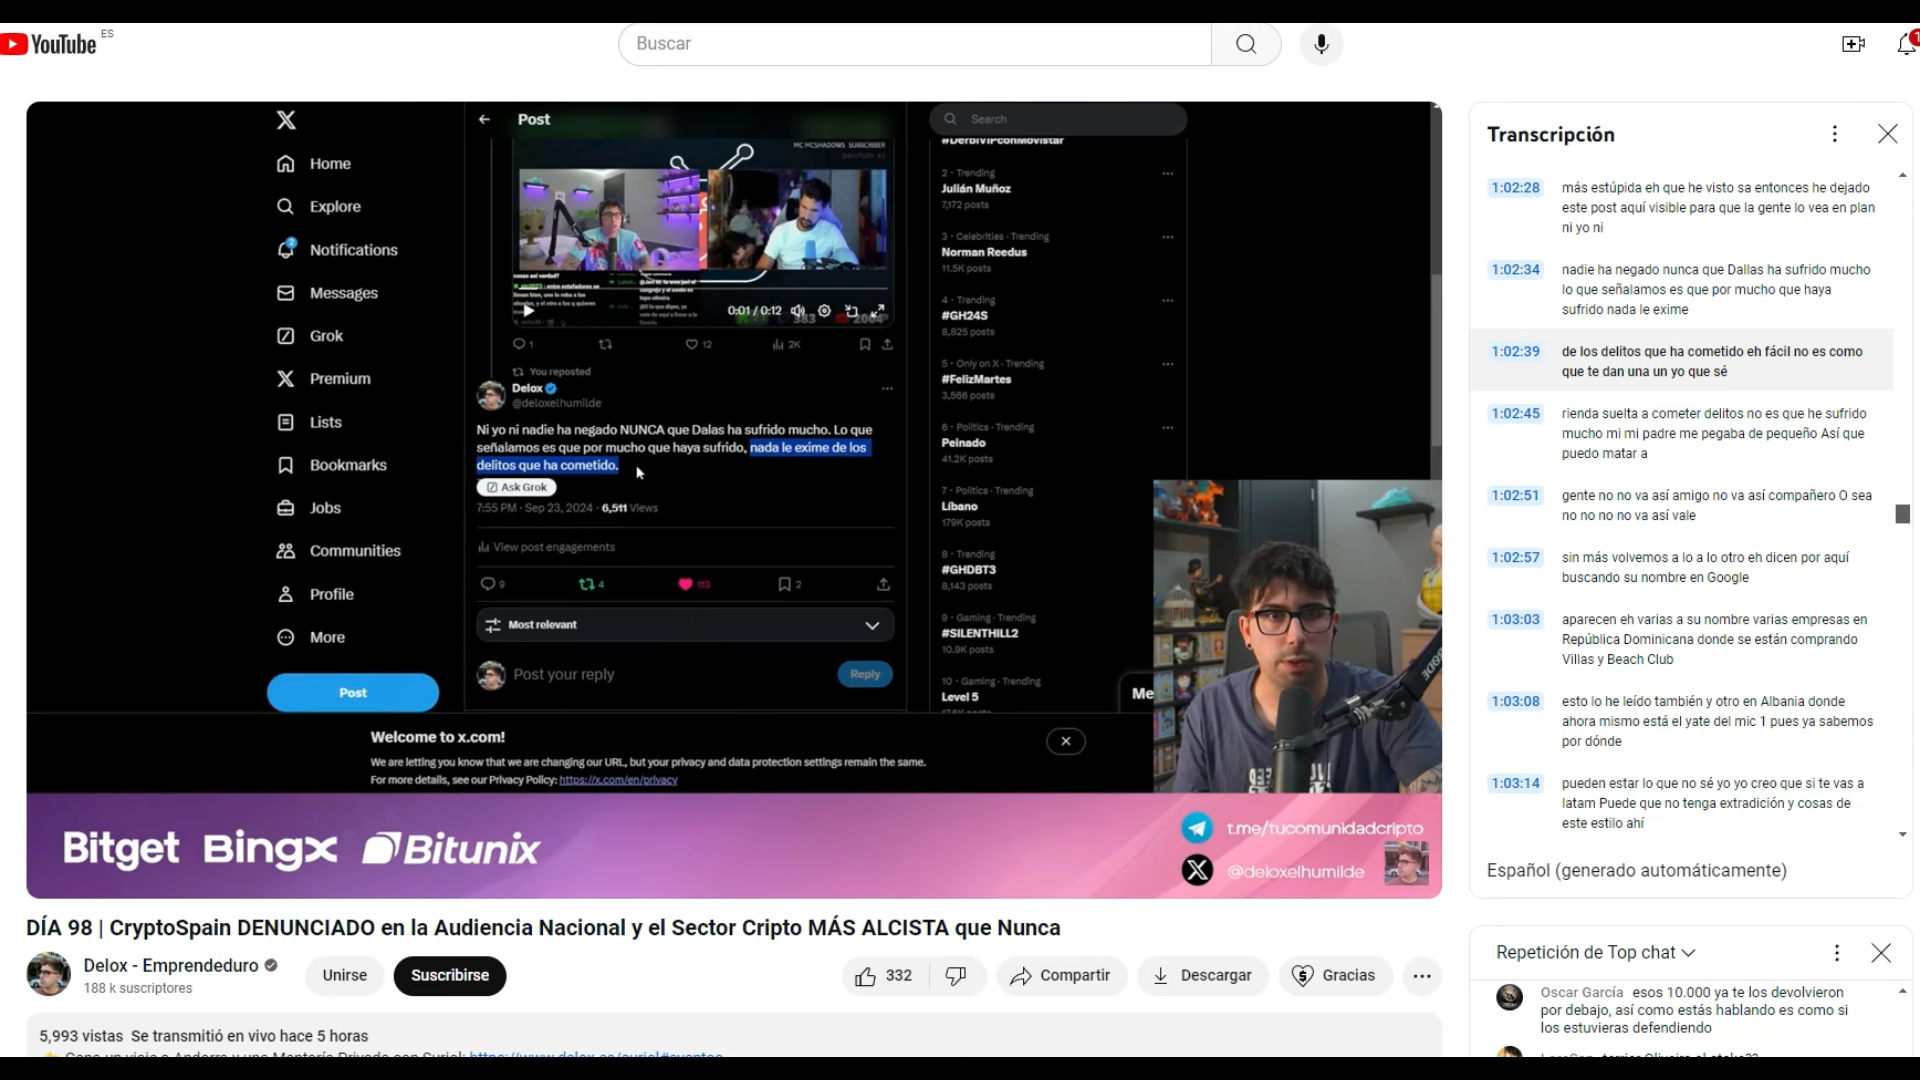 YouTube ES
Buscar
1
Post
Search
Home
Explore
2
Notifications
Messages
Grok
Premium
Lists
Bookmarks
Jobs
Communities
Profile
More
Post
MC MCSHADOWS SUBSCRIBER
0:01 / 0:12
383
2004
1
12
2K
You reposted
Delox
@deloxelhumilde
Ni yo ni nadie ha negado NUNCA que Dalas ha sufrido mucho. Lo que
señalamos es que por mucho que haya sufrido, nada le exime de los
delitos que ha cometido.
Ask Grok
7:55 PM · Sep 23, 2024 · 6,511 Views
View post engagements
9
4
113
2
Most relevant
Post your reply
Reply
#DerbiVIPconMovistar
2 · Trending
Julián Muñoz
7,172 posts
3 · Celebrities · Trending
Norman Reedus
11.5K posts
4 · Trending
#GH24S
8,825 posts
5 · Only on X · Trending
#FelizMartes
3,566 posts
6 · Politics · Trending
Peinado
41.2K posts
7 · Politics · Trending
Líbano
179K posts
8 · Trending
#GHDBT3
8,143 posts
9 · Gaming · Trending
#SILENTHILL2
10.9K posts
10 · Gaming · Trending
Level 5
Me
Welcome to x.com!
We are letting you know that we are changing our URL, but your privacy and data protection settings remain the same.
For more details, see our Privacy Policy: https://x.com/en/privacy
Bitget Bingx Bitunix
t.me/tucomunidadcripto
@deloxelhumilde
DÍA 98 | CryptoSpain DENUNCIADO en la Audiencia Nacional y el Sector Cripto MÁS ALCISTA que Nunca
Delox - Emprendeduro
188 k suscriptores
Unirse
Suscribirse
332
Compartir
Descargar
Gracias
5,993 vistas Se transmitió en vivo hace 5 horas
Transcripción
1:02:28 más estúpida eh que he visto sa entonces he dejado
este post aquí visible para que la gente lo vea en plan
ni yo ni
1:02:34 nadie ha negado nunca que Dallas ha sufrido mucho
lo que señalamos es que por mucho que haya
sufrido nada le exime
1:02:39 de los delitos que ha cometido eh fácil no es como
que te dan una un yo que sé
1:02:45 rienda suelta a cometer delitos no es que he sufrido
mucho mi mi padre me pegaba de pequeño Así que
puedo matar a
1:02:51 gente no no va así amigo no va así compañero O sea
no no no no va así vale
1:02:57 sin más volvemos a lo a lo otro eh dicen por aquí
buscando su nombre en Google
1:03:03 aparecen eh varias a su nombre varias empresas en
República Dominicana donde se están comprando
Villas y Beach Club
1:03:08 esto lo he leído también y otro en Albania donde
ahora mismo está el yate del mic 1 pues ya sabemos
por dónde
1:03:14 pueden estar lo que no sé yo yo creo que si te vas a
latam Puede que no tenga extradición y cosas de
este estilo ahí
Español (generado automáticamente)
Repetición de Top chat
Oscar García esos 10.000 ya te los devolvieron
por debajo, así como estás hablando es como si
los estuvieras defendiendo